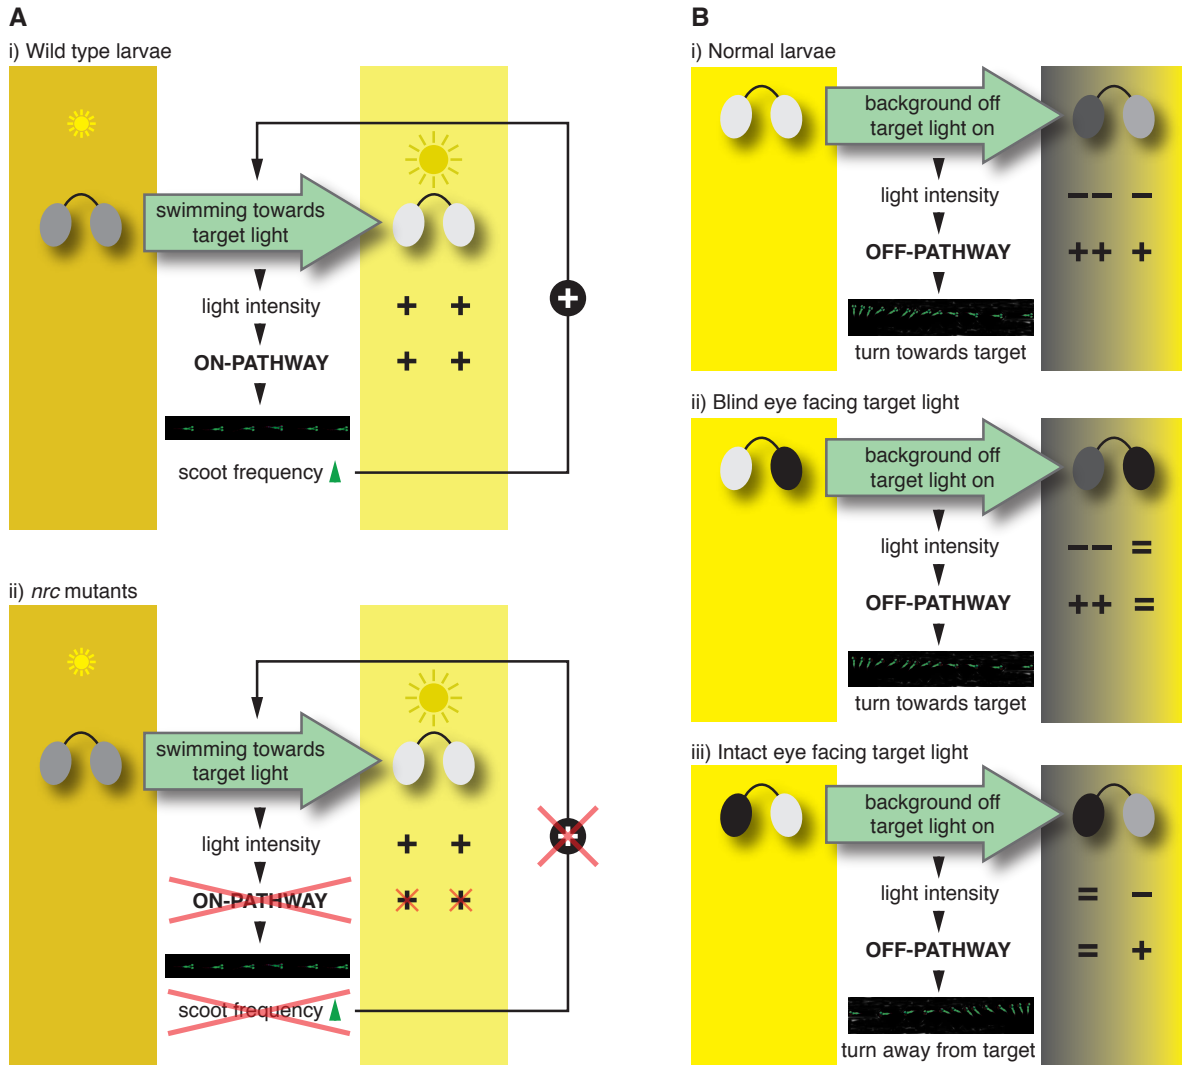 A
i) Wild type larvae
swimming towards
target light
light intensity
+ +
ON-PATHWAY
+ +
+
scoot frequency
ii) nrc mutants
swimming towards
target light
light intensity
+ +
ON-PATHWAY
+ +
+
scoot frequency
B
i) Normal larvae
background off
target light on
light intensity
−− −
OFF-PATHWAY
++ +
turn towards target
ii) Blind eye facing target light
background off
target light on
light intensity
−− =
OFF-PATHWAY
++ =
turn towards target
iii) Intact eye facing target light
background off
target light on
light intensity
= −
OFF-PATHWAY
= +
turn away from target